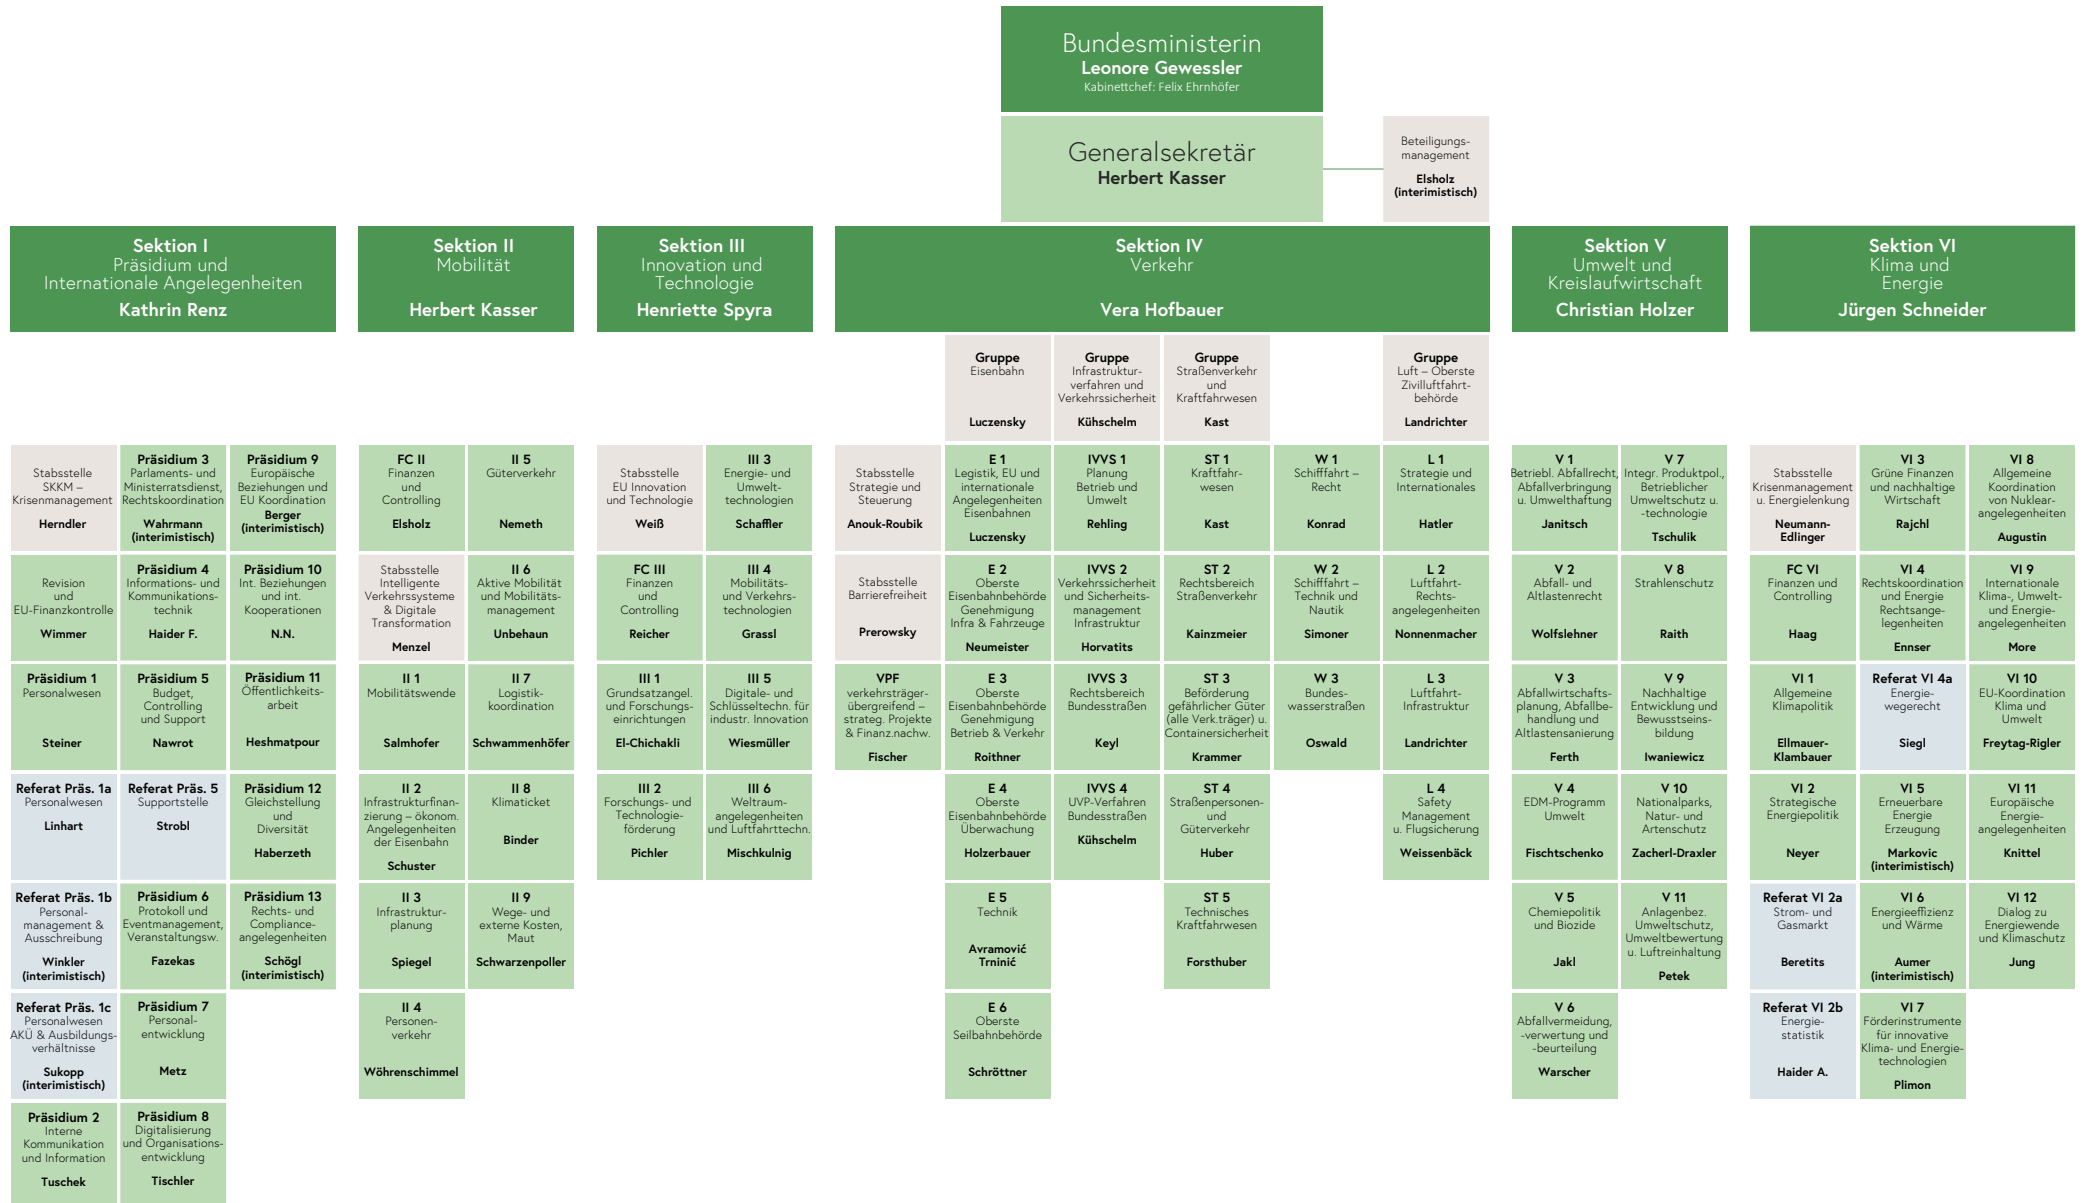 Bundesministerin
Leonore Gewessler
Kabinettchef: Felix Ehrnhöfer
Generalsekretär
Herbert Kasser
Beteiligungs-
management
Elsholz
(interimistisch)
Sektion I
Präsidium und
Internationale Angelegenheiten
Kathrin Renz
Sektion II
Mobilität
Herbert Kasser
Sektion III
Innovation und
Technologie
Henriette Spyra
Sektion IV
Verkehr
Vera Hofbauer
Sektion V
Umwelt und
Kreislaufwirtschaft
Christian Holzer
Sektion VI
Klima und
Energie
Jürgen Schneider
Gruppe
Eisenbahn
Luczensky
Gruppe
Infrastruktur-
verfahren und
Verkehrssicherheit
Kühschelm
Gruppe
Straßenverkehr
und
Kraftfahrwesen
Kast
Gruppe
Luft – Oberste
Zivilluftfahrt-
behörde
Landrichter
Stabsstelle
SKKM –
Krisenmanagement
Herndler
Revision
und
EU-Finanzkontrolle
Wimmer
Präsidium 1
Personalwesen
Steiner
Referat Präs. 1a
Personalwesen
Linhart
Referat Präs. 1b
Personal-
management &
Ausschreibung
Winkler
(interimistisch)
Referat Präs. 1c
Personalwesen
AKÜ & Ausbildungs-
verhältnisse
Sukopp
(interimistisch)
Präsidium 2
Interne
Kommunikation
und Information
Tuschek
Präsidium 3
Parlaments- und
Ministerratsdienst,
Rechtskoordination
Wahrmann
(interimistisch)
Präsidium 4
Informations- und
Kommunikations-
technik
Haider F.
Präsidium 5
Budget,
Controlling
und Support
Nawrot
Referat Präs. 5
Supportstelle
Strobl
Präsidium 6
Protokoll und
Eventmanagement,
Veranstaltungsw.
Fazekas
Präsidium 7
Personal-
entwicklung
Metz
Präsidium 8
Digitalisierung
und Organisations-
entwicklung
Tischler
Präsidium 9
Europäische
Beziehungen und
EU Koordination
Berger
(interimistisch)
Präsidium 10
Int. Beziehungen
und int.
Kooperationen
N.N.
Präsidium 11
Öffentlichkeits-
arbeit
Heshmatpour
Präsidium 12
Gleichstellung
und
Diversität
Haberzeth
Präsidium 13
Rechts- und
Compliance-
angelegenheiten
Schögl
(interimistisch)
FC II
Finanzen
und
Controlling
Elsholz
Stabsstelle
Intelligente
Verkehrssysteme
& Digitale
Transformation
Menzel
II 1
Mobilitätswende
Salmhofer
II 2
Infrastrukturfinan-
zierung – ökonom.
Angelegenheiten
der Eisenbahn
Schuster
II 3
Infrastruktur-
planung
Spiegel
II 4
Personen-
verkehr
Wöhrenschimmel
II 5
Güterverkehr
Nemeth
II 6
Aktive Mobilität
und Mobilitäts-
management
Unbehaun
II 7
Logistik-
koordination
Schwammenhöfer
II 8
Klimaticket
Binder
II 9
Wege- und
externe Kosten,
Maut
Schwarzenpoller
Stabsstelle
EU Innovation
und Technologie
Weiß
FC III
Finanzen
und
Controlling
Reicher
III 1
Grundsatzangel.
und Forschungs-
einrichtungen
El-Chichakli
III 2
Forschungs- und
Technologie-
förderung
Pichler
III 3
Energie- und
Umwelt-
technologien
Schaffler
III 4
Mobilitäts-
und Verkehrs-
technologien
Grassl
III 5
Digitale- und
Schlüsseltechn. für
industr. Innovation
Wiesmüller
III 6
Weltraum-
angelegenheiten
und Luftfahrttechn.
Mischkulnig
Stabsstelle
Strategie und
Steuerung
Anouk-Roubik
Stabsstelle
Barrierefreiheit
Prerowsky
VPF
verkehrsträger-
übergreifend –
strateg. Projekte
& Finanz.nachw.
Fischer
E 1
Legistik, EU und
internationale
Angelegenheiten
Eisenbahnen
Luczensky
E 2
Oberste
Eisenbahnbehörde
Genehmigung
Infra & Fahrzeuge
Neumeister
E 3
Oberste
Eisenbahnbehörde
Genehmigung
Betrieb & Verkehr
Roithner
E 4
Oberste
Eisenbahnbehörde
Überwachung
Holzerbauer
E 5
Technik
Avramović
Trninić
E 6
Oberste
Seilbahnbehörde
Schröttner
IVVS 1
Planung
Betrieb und
Umwelt
Rehling
IVVS 2
Verkehrssicherheit
und Sicherheits-
management
Infrastruktur
Horvatits
IVVS 3
Rechtsbereich
Bundesstraßen
Keyl
IVVS 4
UVP-Verfahren
Bundesstraßen
Kühschelm
ST 1
Kraftfahr-
wesen
Kast
ST 2
Rechtsbereich
Straßenverkehr
Kainzmeier
ST 3
Beförderung
gefährlicher Güter
(alle Verk.träger) u.
Containersicherheit
Krammer
ST 4
Straßenpersonen-
und
Güterverkehr
Huber
ST 5
Technisches
Kraftfahrwesen
Forsthuber
W 1
Schifffahrt –
Recht
Konrad
W 2
Schifffahrt –
Technik und
Nautik
Simoner
W 3
Bundes-
wasserstraßen
Oswald
L 1
Strategie und
Internationales
Hatler
L 2
Luftfahrt-
Rechts-
angelegenheiten
Nonnenmacher
L 3
Luftfahrt-
Infrastruktur
Landrichter
L 4
Safety
Management
u. Flugsicherung
Weissenbäck
V 1
Betriebl. Abfallrecht,
Abfallverbringung
u. Umwelthaftung
Janitsch
V 2
Abfall- und
Altlastenrecht
Wolfslehner
V 3
Abfallwirtschafts-
planung, Abfallbe-
handlung und
Altlastensanierung
Ferth
V 4
EDM-Programm
Umwelt
Fischtschenko
V 5
Chemiepolitik
und Biozide
Jakl
V 6
Abfallvermeidung,
-verwertung und
-beurteilung
Warscher
V 7
Integr. Produktpol.,
Betrieblicher
Umweltschutz u.
-technologie
Tschulik
V 8
Strahlenschutz
Raith
V 9
Nachhaltige
Entwicklung und
Bewusstseins-
bildung
Iwaniewicz
V 10
Nationalparks,
Natur- und
Artenschutz
Zacherl-Draxler
V 11
Anlagenbez.
Umweltschutz,
Umweltbewertung
u. Luftreinhaltung
Petek
Stabsstelle
Krisenmanagement
u. Energielenkung
Neumann-
Edlinger
FC VI
Finanzen und
Controlling
Haag
VI 1
Allgemeine
Klimapolitik
Ellmauer-
Klambauer
VI 2
Strategische
Energiepolitik
Neyer
Referat VI 2a
Strom- und
Gasmarkt
Beretits
Referat VI 2b
Energie-
statistik
Haider A.
VI 3
Grüne Finanzen
und nachhaltige
Wirtschaft
Rajchl
VI 4
Rechtskoordination
und Energie
Rechtsange-
legenheiten
Ennser
Referat VI 4a
Energie-
wegerecht
Siegl
VI 5
Erneuerbare
Energie
Erzeugung
Markovic
(interimistisch)
VI 6
Energieeffizienz
und Wärme
Aumer
(interimistisch)
VI 7
Förderinstrumente
für innovative
Klima- und Energie-
technologien
Plimon
VI 8
Allgemeine
Koordination
von Nuklear-
angelegenheiten
Augustin
VI 9
Internationale
Klima-, Umwelt-
und Energie-
angelegenheiten
More
VI 10
EU-Koordination
Klima und
Umwelt
Freytag-Rigler
VI 11
Europäische
Energie-
angelegenheiten
Knittel
VI 12
Dialog zu
Energiewende
und Klimaschutz
Jung